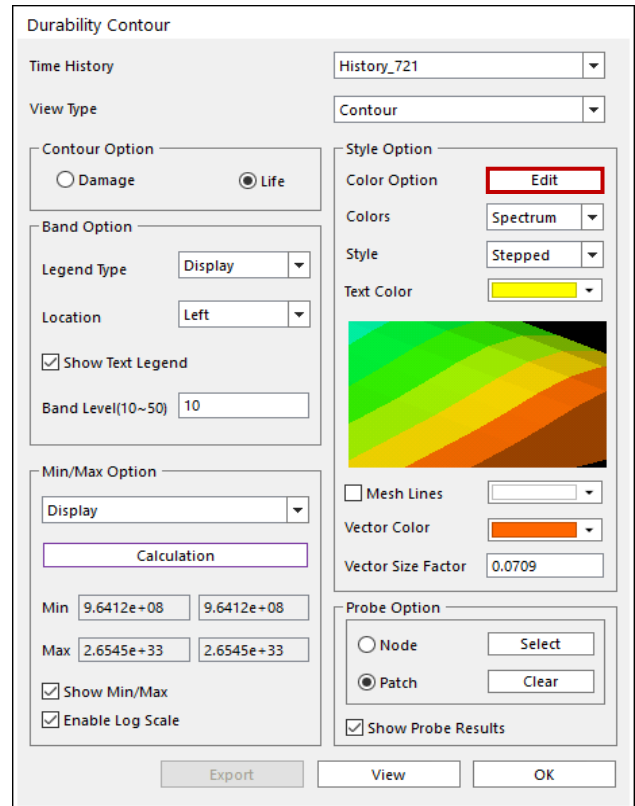 Durability Contour
Time History
History_721
View Type
Contour
Contour Option
Damage
Life
Band Option
Legend Type
Display
Location
Left
Show Text Legend
Band Level(10~50)
10
Min/Max Option
Display
Calculation
Min 9.6412e+08 9.6412e+08
Max 2.6545e+33 2.6545e+33
Show Min/Max
Enable Log Scale
Style Option
Color Option
Edit
Colors
Spectrum
Style
Stepped
Text Color
Mesh Lines
Vector Color
Vector Size Factor
0.0709
Probe Option
Node
Select
Patch
Clear
Show Probe Results
Export
View
OK